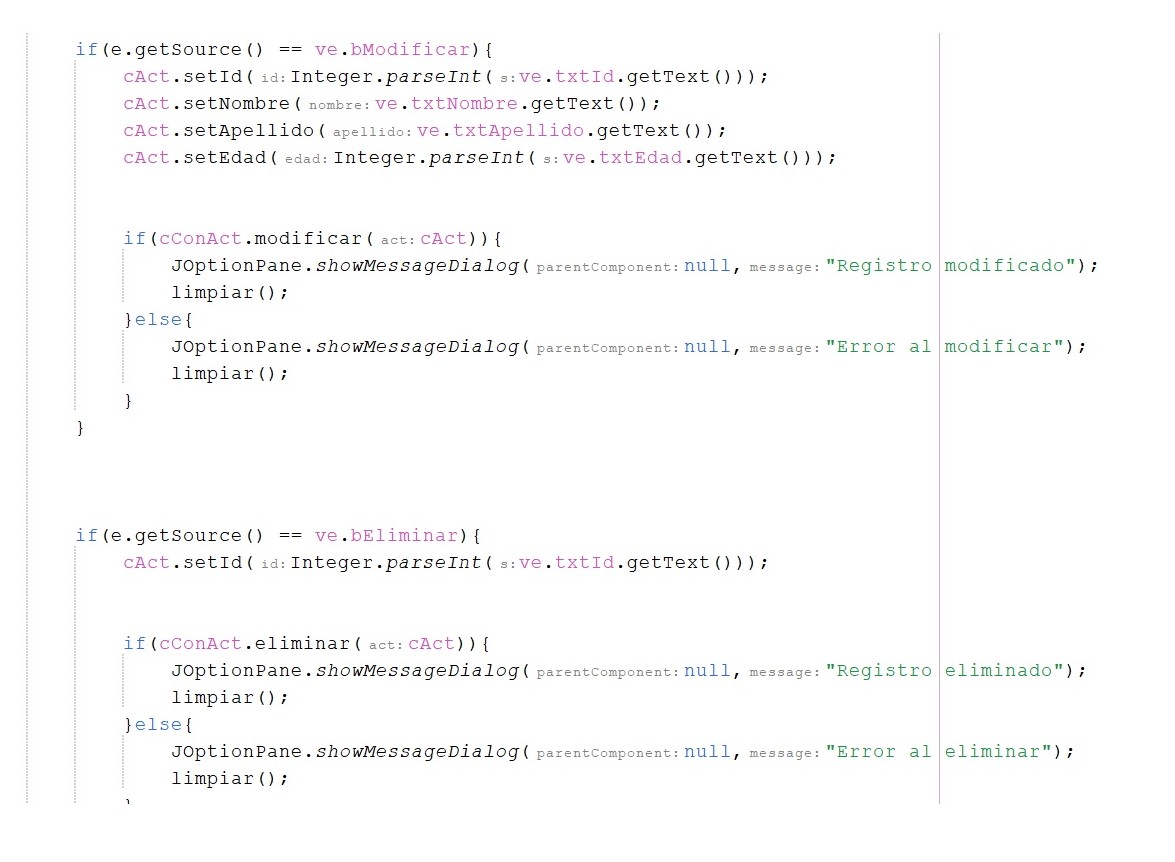 if(e.getSource() == ve.bModificar){
cAct.setId( id: Integer.parseInt( s: ve.txtId.getText()));
cAct.setNombre( nombre: ve.txtNombre.getText());
cAct.setApellido( apellido: ve.txtApellido.getText());
cAct.setEdad( edad: Integer.parseInt( s: ve.txtEdad.getText()));
if(cConAct.modificar( act: cAct)){
JOptionPane.showMessageDialog( parentComponent: null, message: "Registro modificado");
limpiar();
}else{
JOptionPane.showMessageDialog( parentComponent: null, message: "Error al modificar");
limpiar();
}
}
if(e.getSource() == ve.bEliminar){
cAct.setId( id: Integer.parseInt( s: ve.txtId.getText()));
if(cConAct.eliminar( act: cAct)){
JOptionPane.showMessageDialog( parentComponent: null, message: "Registro eliminado");
limpiar();
}else{
JOptionPane.showMessageDialog( parentComponent: null, message: "Error al eliminar");
limpiar();
}